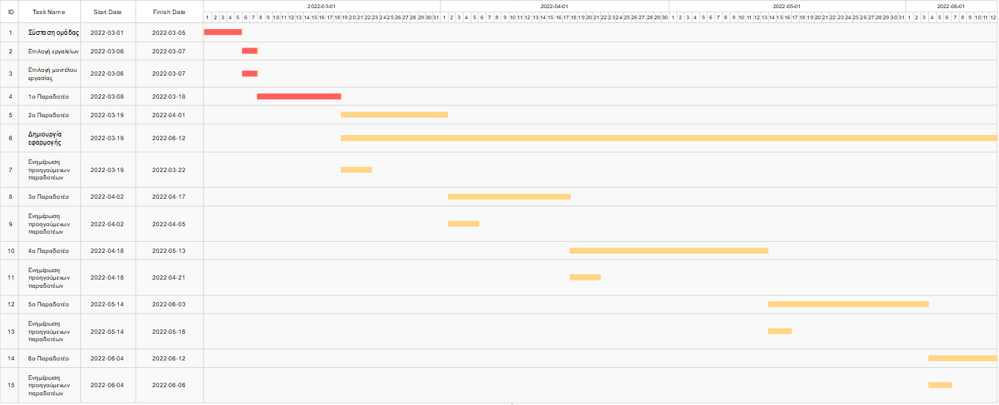 ID Task Name Start Date Finish Date 2022-03-01 2022-04-01 2022-05-01 2022-06-01
1 2 3 4 5 6 7 8 9 10 11 12 13 14 15 16 17 18 19 20 21 22 23 24 25 26 27 28 29 30 31 1 2 3 4 5 6 7 8 9 10 11 12 13 14 15 16 17 18 19 20 21 22 23 24 25 26 27 28 29 30 1 2 3 4 5 6 7 8 9 10 11 12 13 14 15 16 17 18 19 20 21 22 23 24 25 26 27 28 29 30 31 1 2 3 4 5 6 7 8 9 10 11 12
1 Σύσταση ομάδας 2022-03-01 2022-03-05
2 Επιλογή εργαλείων 2022-03-06 2022-03-07
3 Επιλογή μοντέλου 2022-03-06 2022-03-07
εργασίας
4 1ο Παραδοτέο 2022-03-08 2022-03-18
5 2ο Παραδοτέο 2022-03-19 2022-04-01
6 Δημιουργία 2022-03-19 2022-06-12
εφαρμογής
Ενημέρωση
7 προηγούμενων 2022-03-19 2022-03-22
παραδοτέων
8 3ο Παραδοτέο 2022-04-02 2022-04-17
Ενημέρωση
9 προηγούμενων 2022-04-02 2022-04-05
παραδοτέων
10 4ο Παραδοτέο 2022-04-18 2022-05-13
Ενημέρωση
11 προηγούμενων 2022-04-18 2022-04-21
παραδοτέων
12 5ο Παραδοτέο 2022-05-14 2022-06-03
Ενημέρωση
13 προηγούμενων 2022-05-14 2022-05-16
παραδοτέων
14 6ο Παραδοτέο 2022-06-04 2022-06-12
Ενημέρωση
15 προηγούμενων 2022-06-04 2022-06-06
παραδοτέων